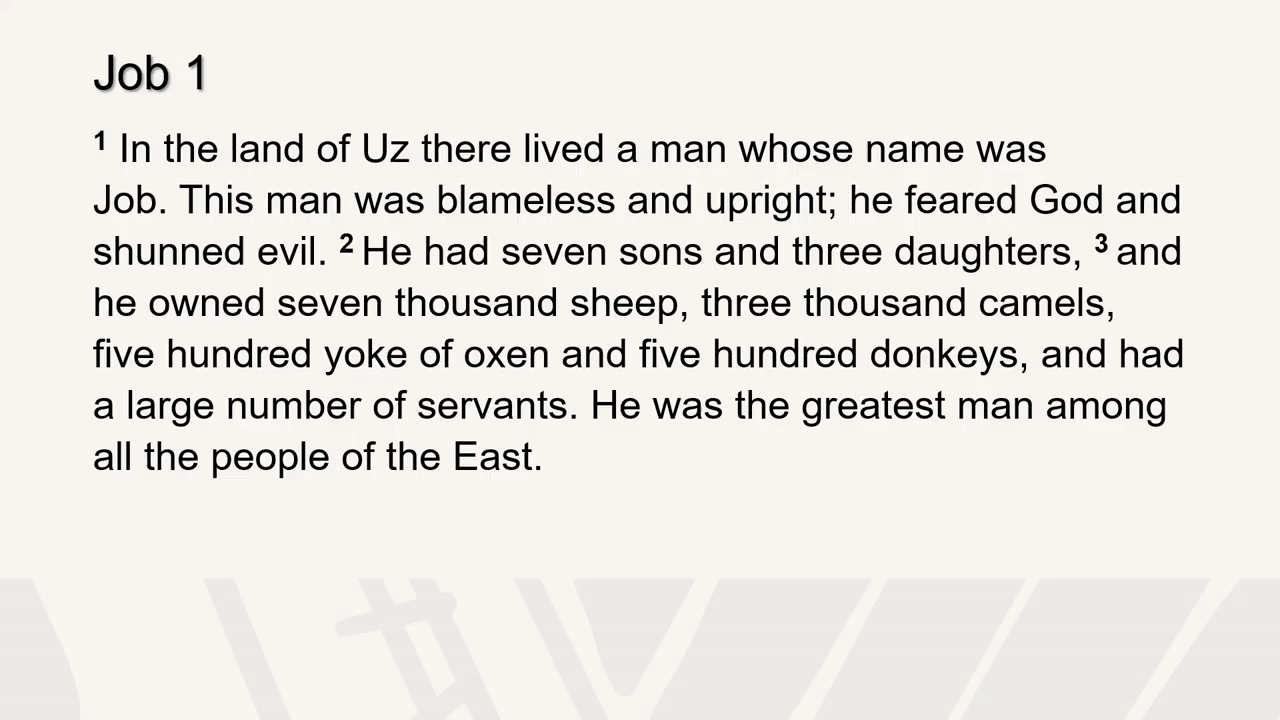 Job 1
1 In the land of Uz there lived a man whose name was
Job. This man was blameless and upright; he feared God and
shunned evil. 2 He had seven sons and three daughters, 3 and
he owned seven thousand sheep, three thousand camels,
five hundred yoke of oxen and five hundred donkeys, and had
a large number of servants. He was the greatest man among
all the people of the East.